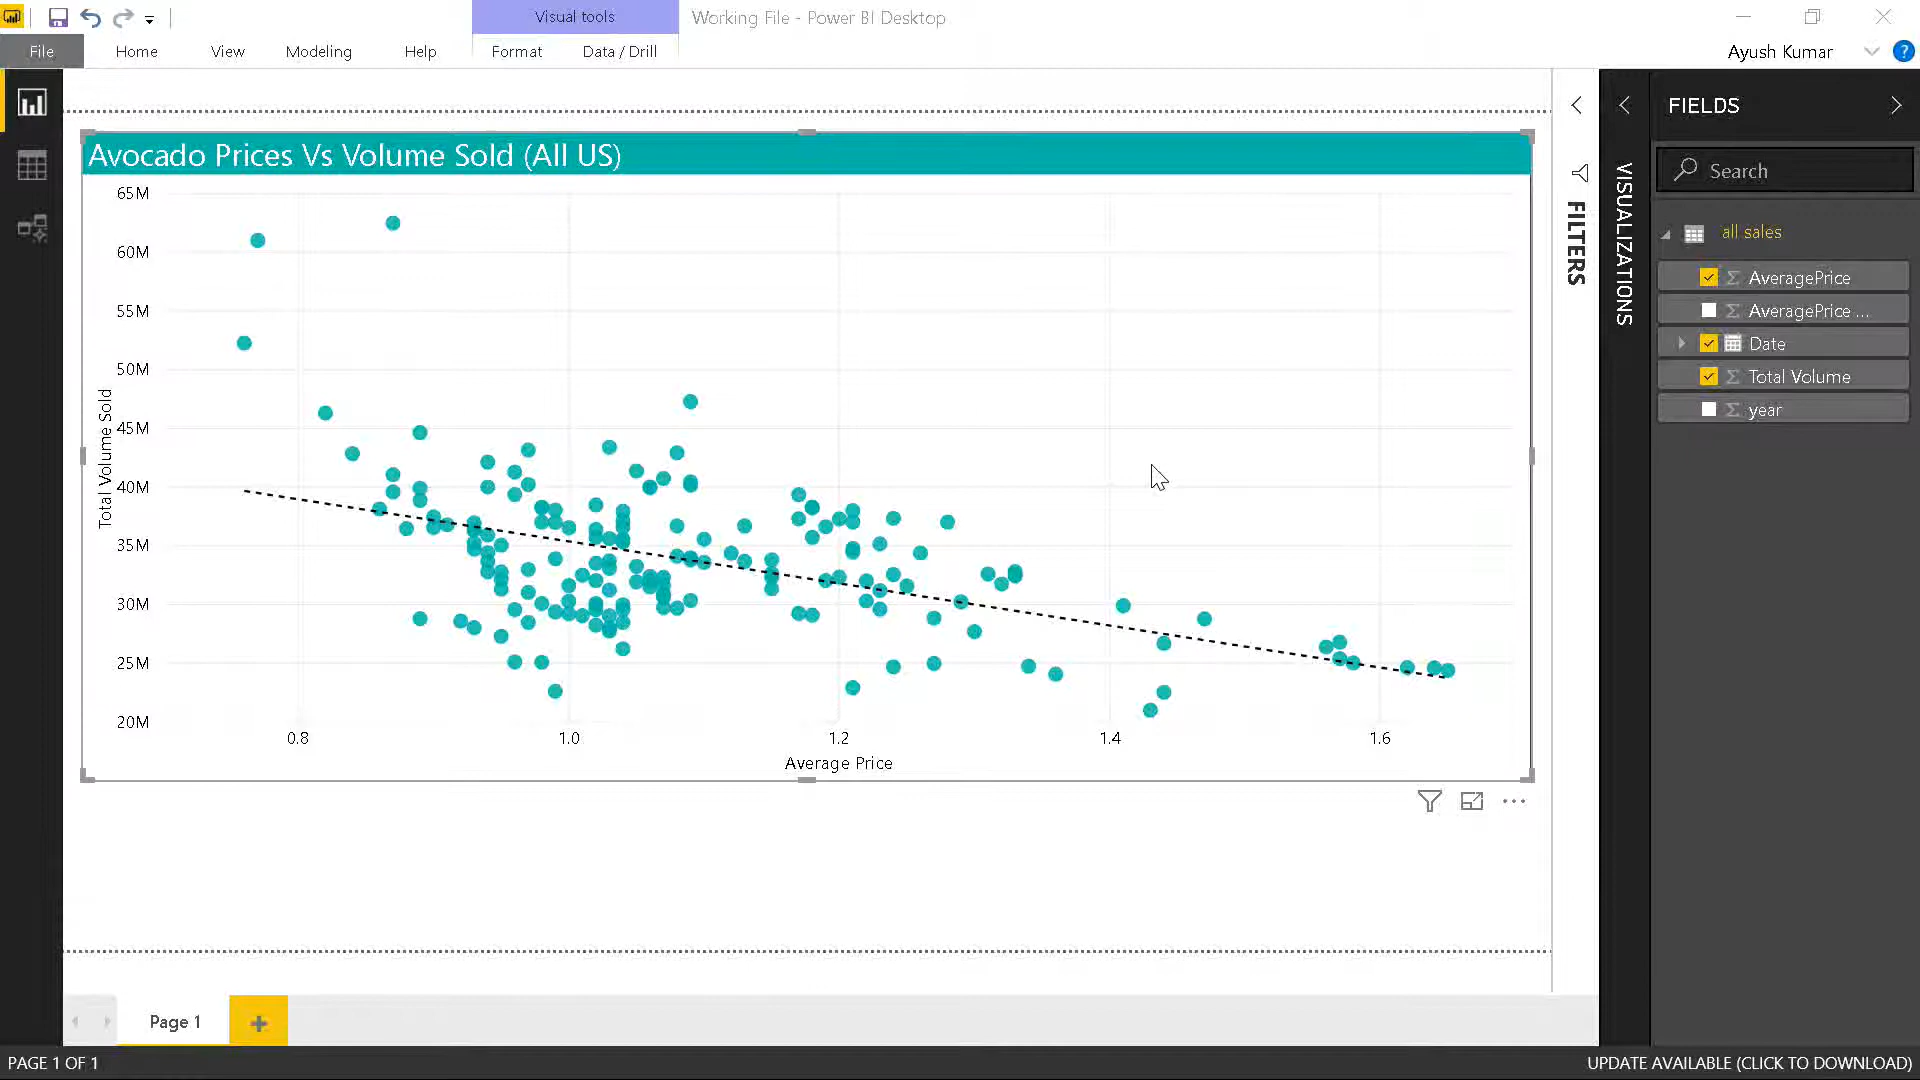 Visual tools
Working File - Power BI Desktop
File
Home
View
Modeling
Help
Format
Data / Drill
Ayush Kumar
?
Avocado Prices Vs Volume Sold (All US)
65M
60M
55M
50M
45M
40M
35M
30M
25M
20M
Total Volume Sold
0.8
1.0
1.2
1.4
1.6
Average Price
FILTERS
VISUALIZATIONS
FIELDS
Search
all sales
AveragePrice
AveragePrice ...
Date
Total Volume
year
Page 1
PAGE 1 OF 1
UPDATE AVAILABLE (CLICK TO DOWNLOAD)